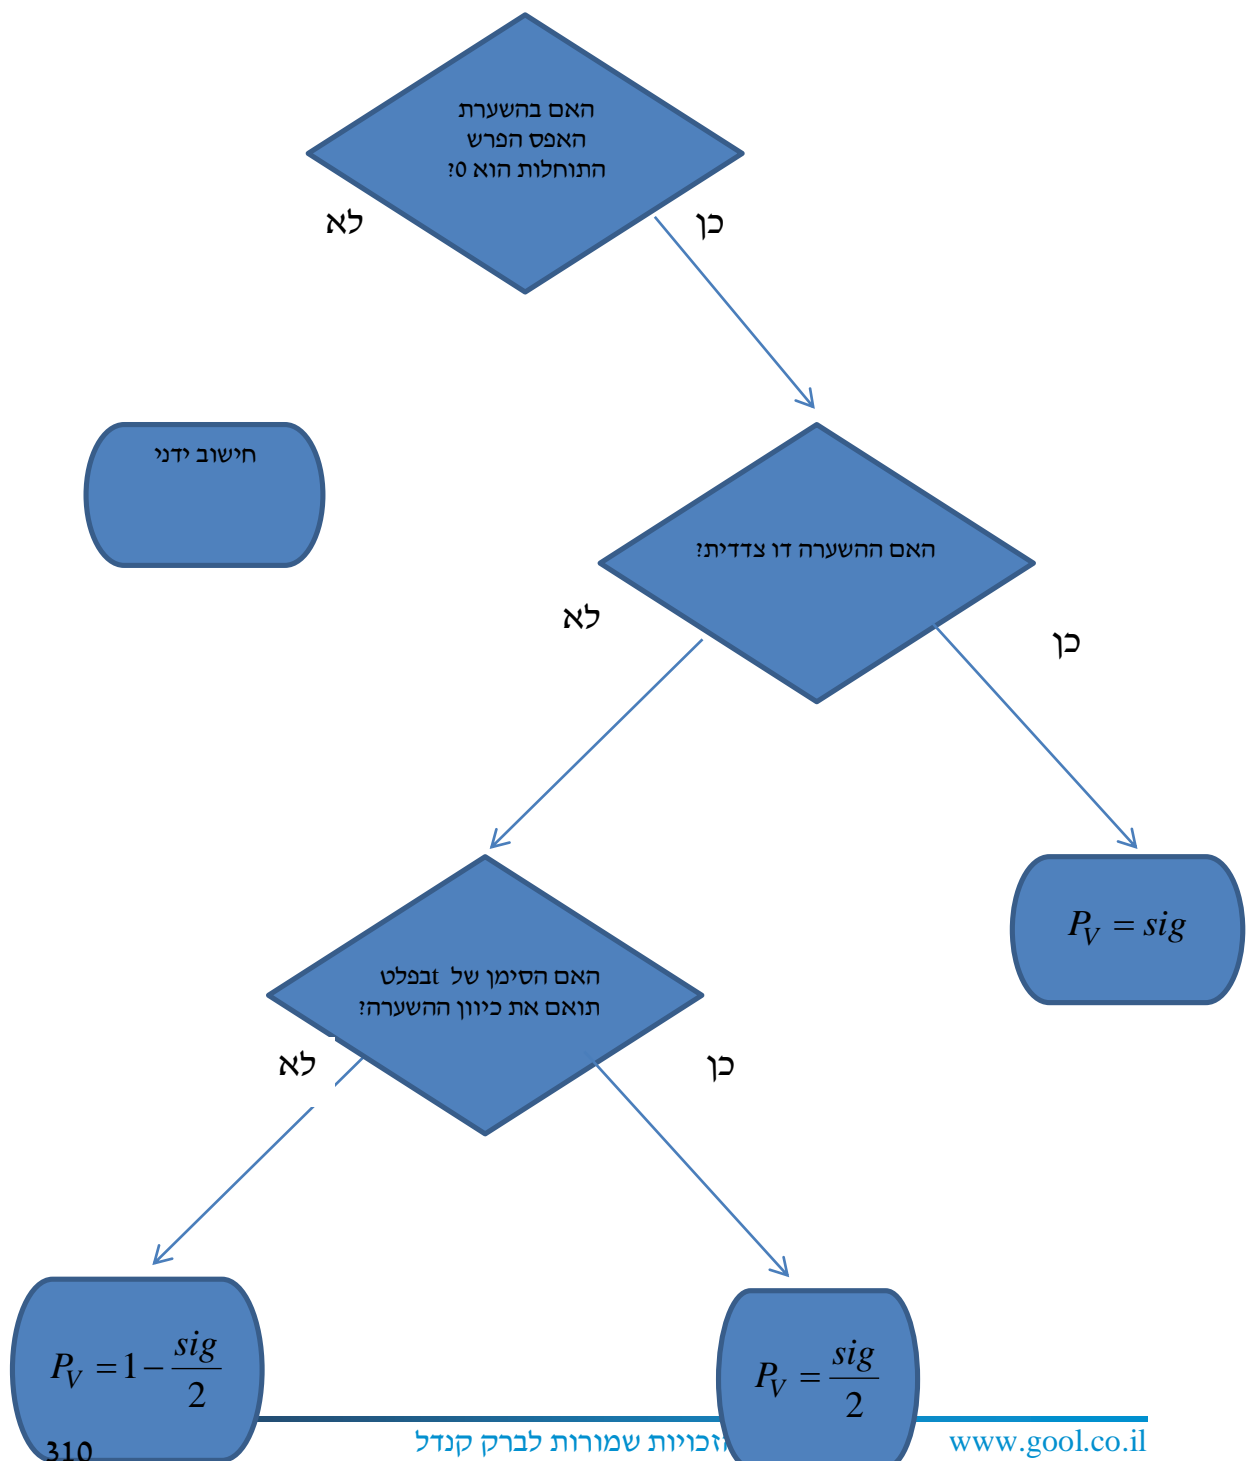 האם בהשערת
האפס הפרש
התוחלות הוא 0?
לא
כן
חישוב ידני
האם ההשערה דו צדדית?
לא
כן
P_V = sig
האם הסימן של t בפלט
תואם את כיוון ההשערה?
לא
כן
P_V = 1 - sig/2
P_V = sig/2
310
הזכויות שמורות לברק קנדל
www.gool.co.il